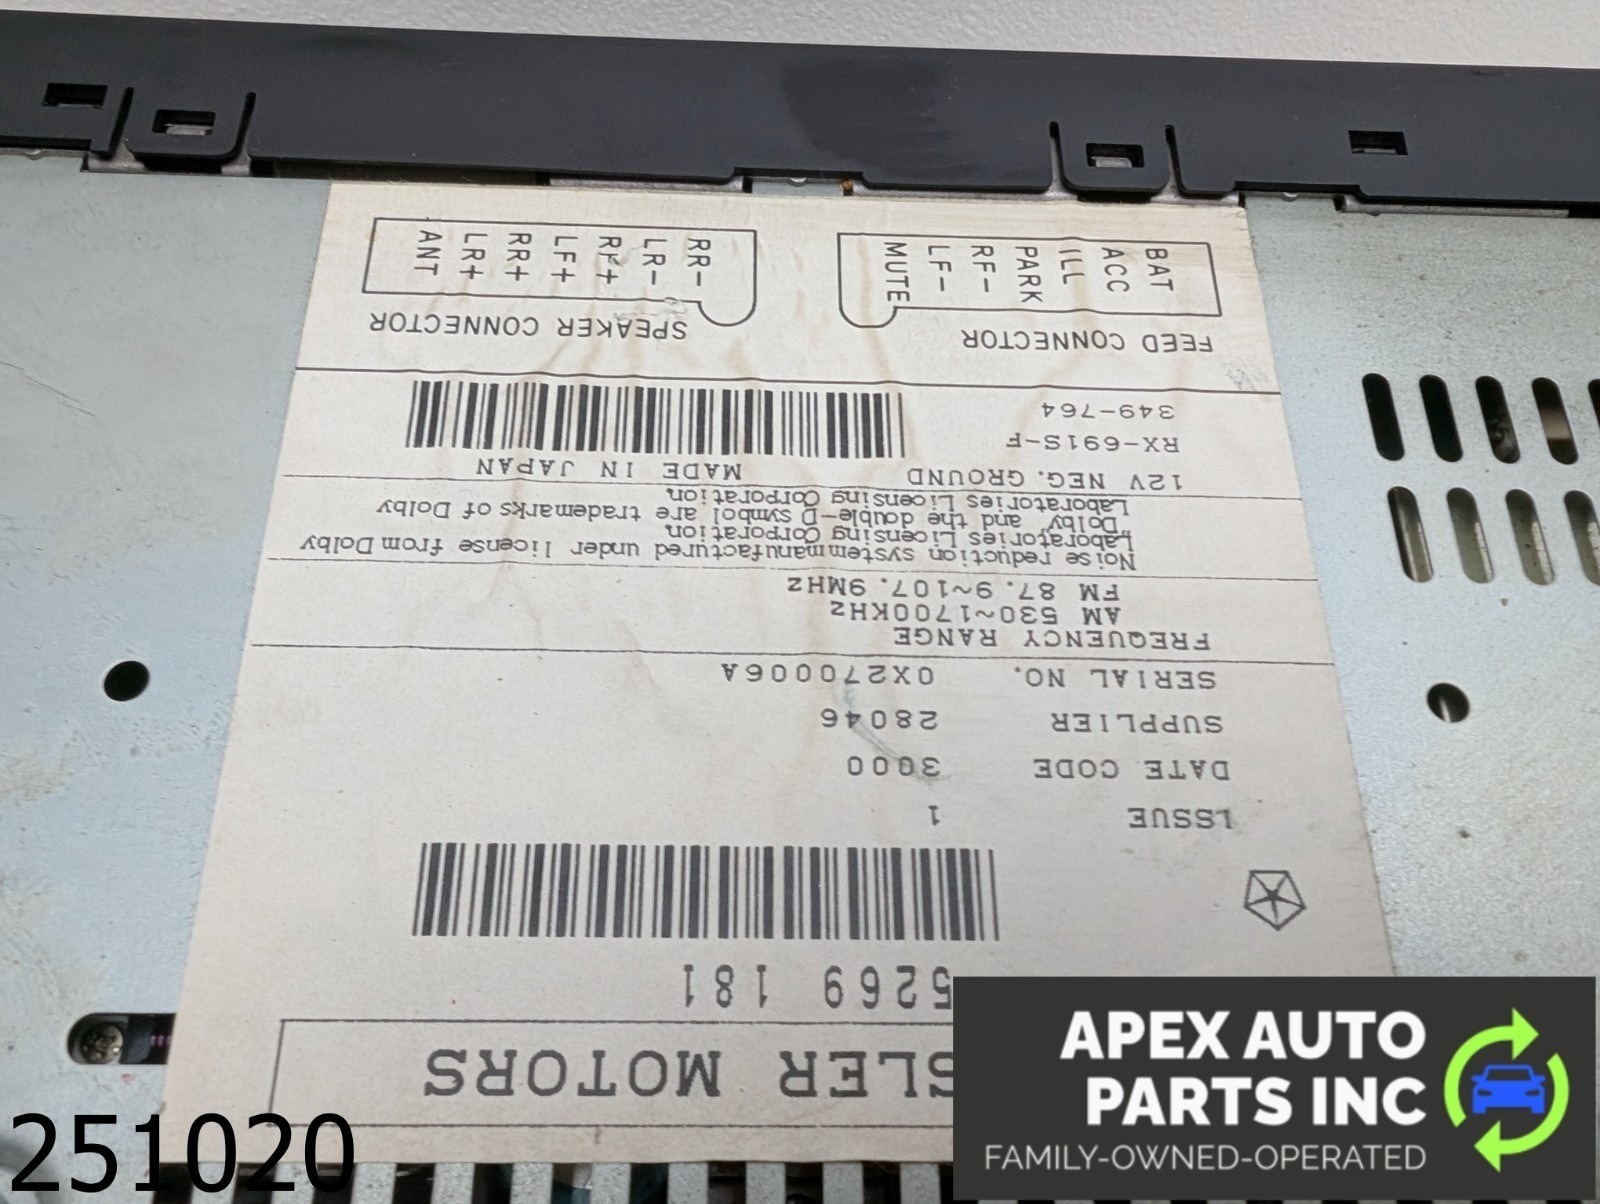 SLER MOTORS
5269 181
ISSUE 1
DATE CODE 3000
SUPPLIER 28046
SERIAL NO. 0X270006A
FREQUENCY RANGE
AM 530~1700KHz
FM 87.9~107.9MHz
Noise reduction system manufactured under license from Dolby
Laboratories Licensing Corporation.
"Dolby" and the double-D symbol are trademarks of Dolby
Laboratories Licensing Corporation.
12V NEG. GROUND MADE IN JAPAN
RX-691S-F
349-764
FEED CONNECTOR
BAT
ACC
ILL
PARK
RF-
LF-
MUTE
SPEAKER CONNECTOR
RR-
LR-
RF+
LF+
RR+
LR+
ANT
251020
APEX AUTO
PARTS INC
FAMILY-OWNED-OPERATED